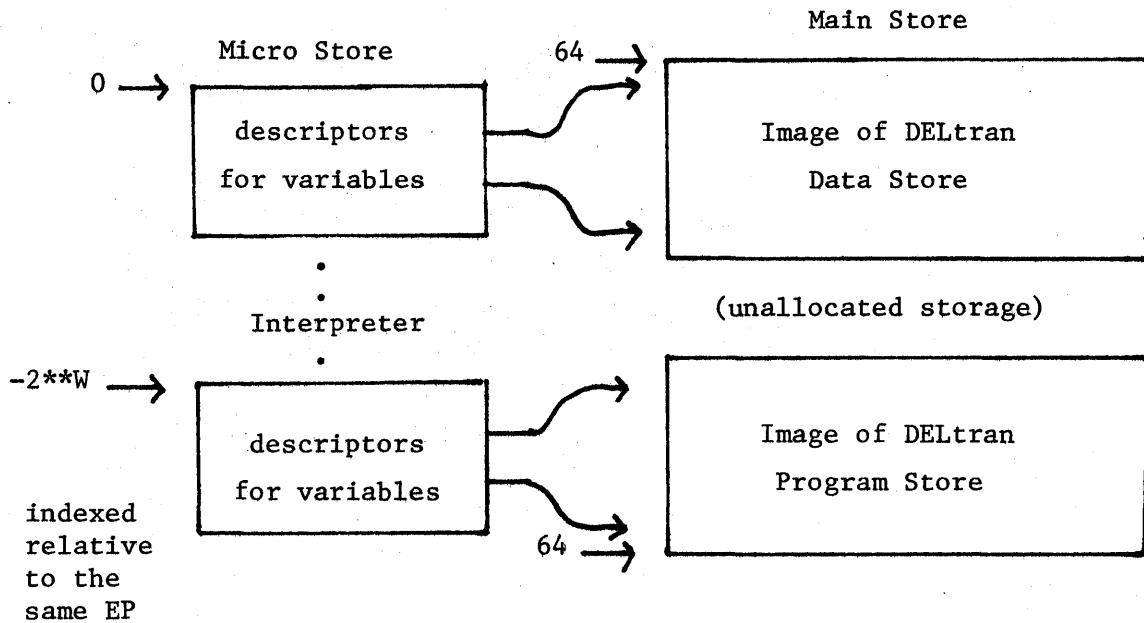 Main Store
Micro Store
64
0
descriptors
for variables
Image of DELtran
Data Store
(unallocated storage)
Interpreter
-2**W
descriptors
for variables
Image of DELtran
Program Store
64
indexed
relative
to the
same EP